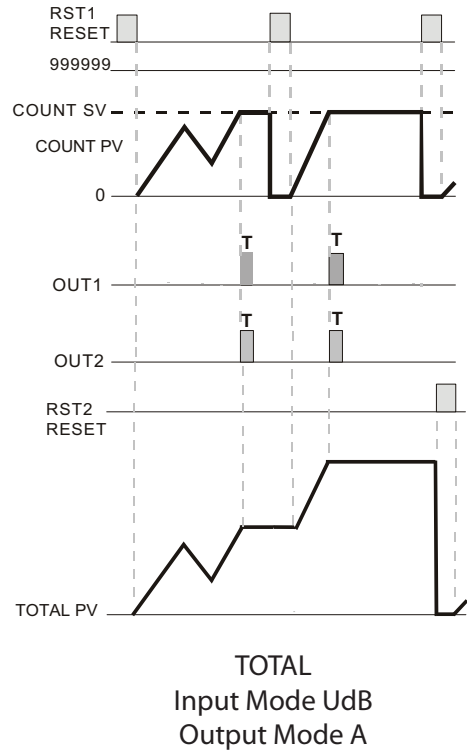 RST1
RESET
999999
COUNT SV
COUNT PV
0
T T
OUT1
T T
OUT2
RST2
RESET
TOTAL PV
TOTAL
Input Mode UdB
Output Mode A